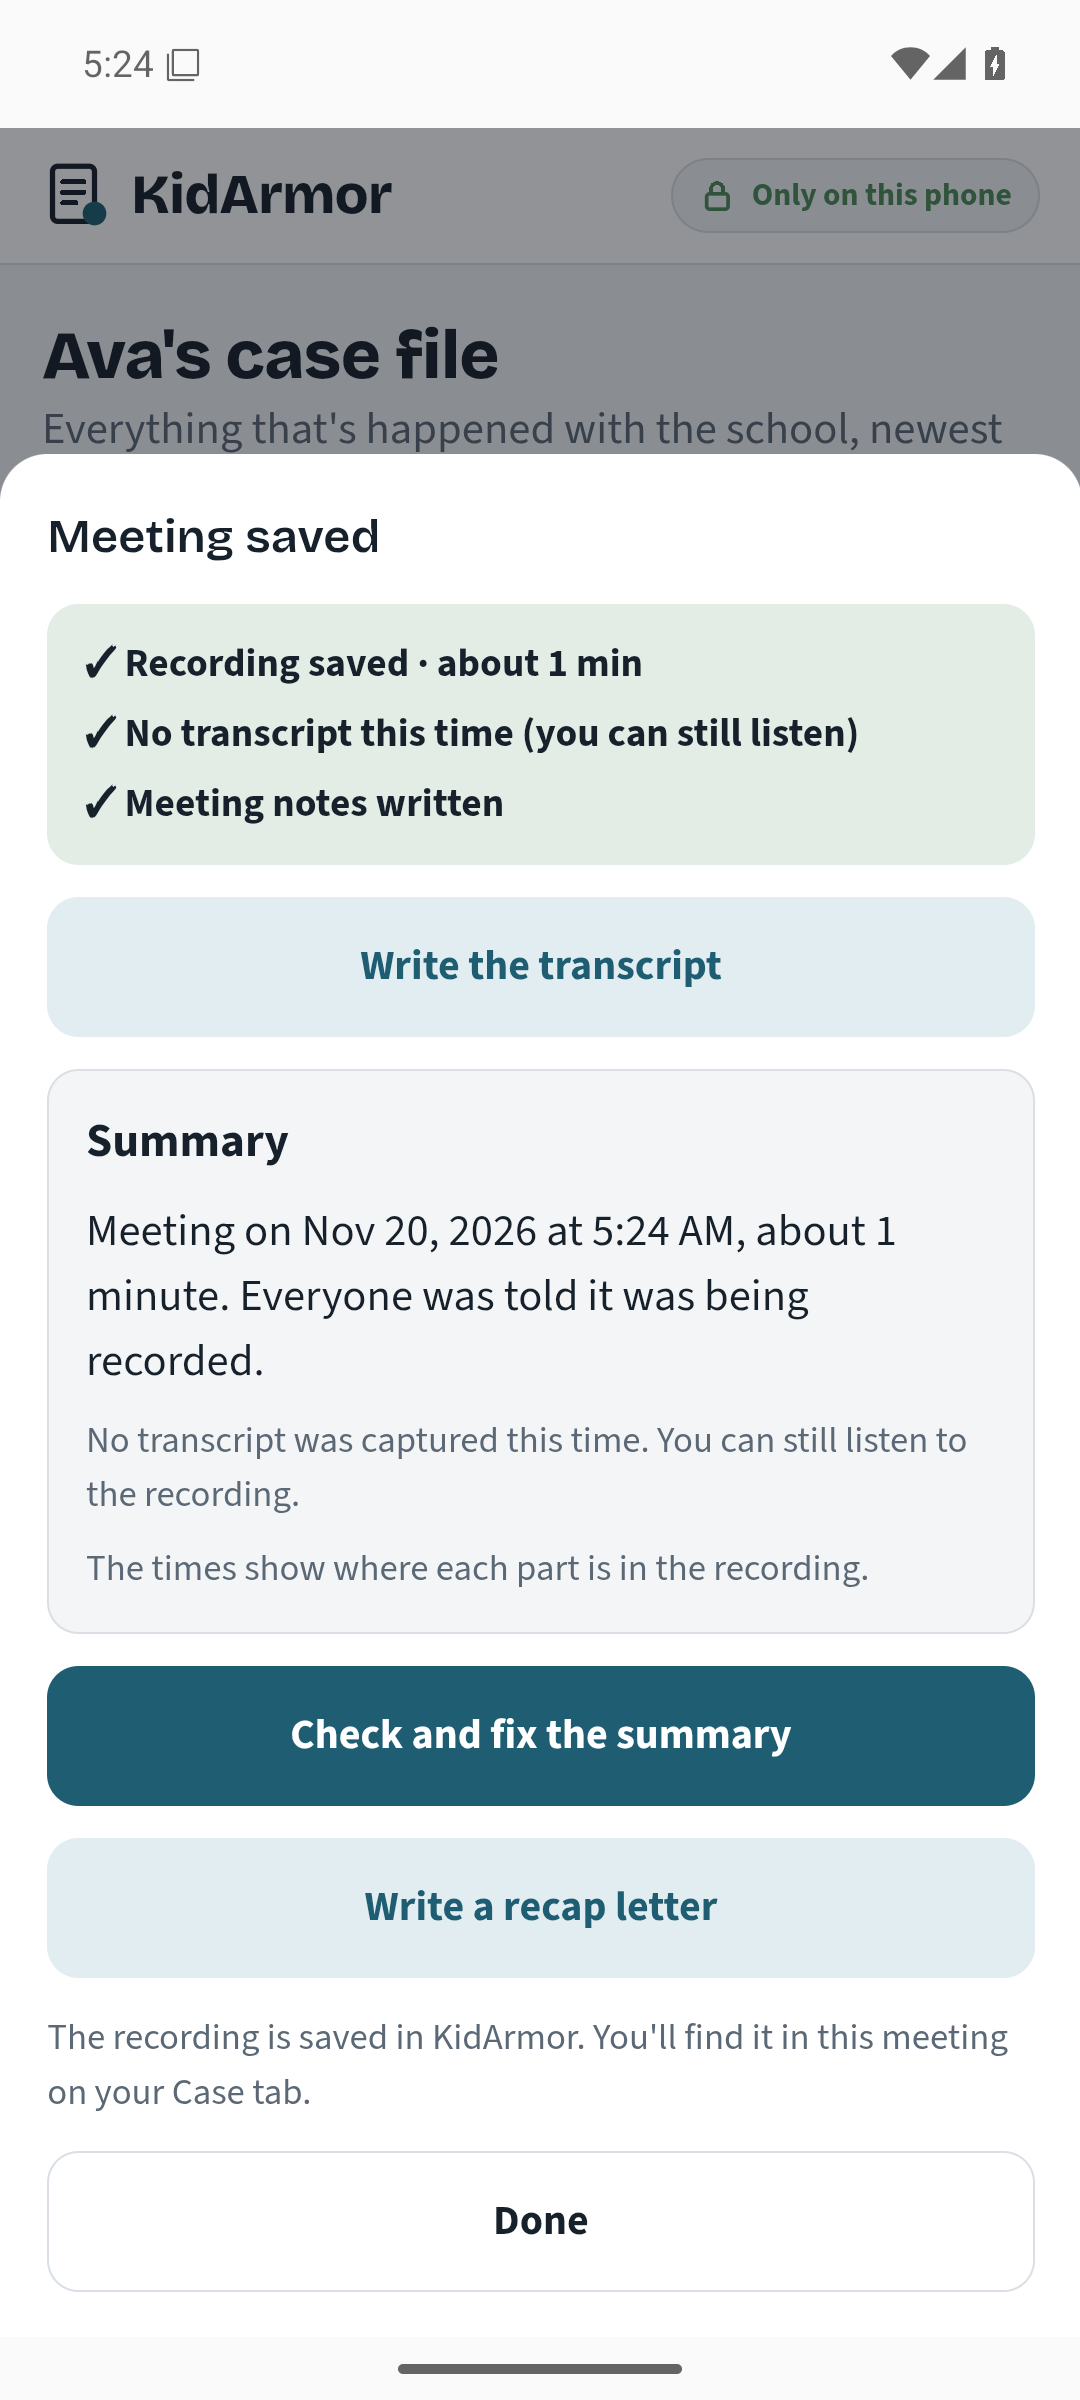 5:24
KidArmor
Only on this phone
Ava's case file
Everything that's happened with the school, newest
Meeting saved
✓ Recording saved · about 1 min
✓ No transcript this time (you can still listen)
✓ Meeting notes written
Write the transcript
Summary
Meeting on Nov 20, 2026 at 5:24 AM, about 1
minute. Everyone was told it was being
recorded.
No transcript was captured this time. You can still listen to
the recording.
The times show where each part is in the recording.
Check and fix the summary
Write a recap letter
The recording is saved in KidArmor. You'll find it in this meeting
on your Case tab.
Done